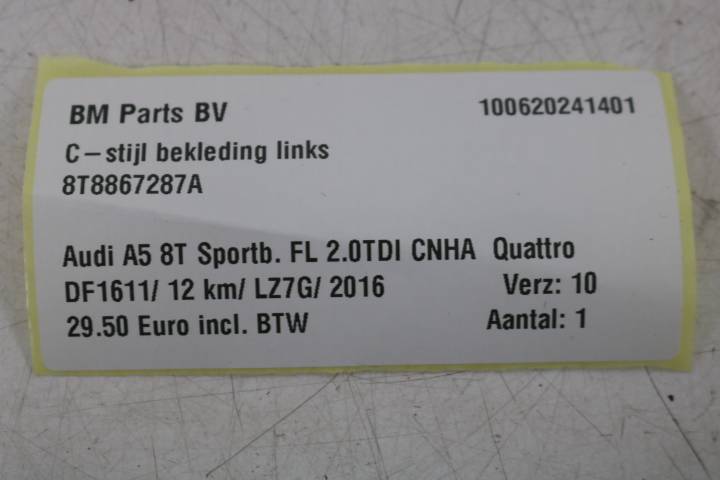 BM Parts BV 100620241401
C-stijl bekleding links
8T8867287A
Audi A5 8T Sportb. FL 2.0TDI CNHA Quattro
DF1611/ 12 km/ LZ7G/ 2016 Verz: 10
29.50 Euro incl. BTW Aantal: 1